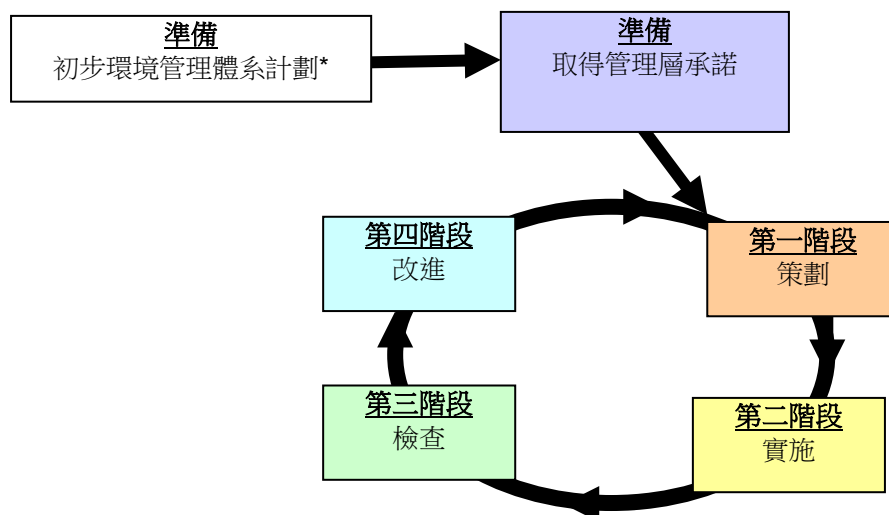 準備
初步環境管理體系計劃*
準備
取得管理層承諾
第一階段
策劃
第二階段
實施
第三階段
檢查
第四階段
改進